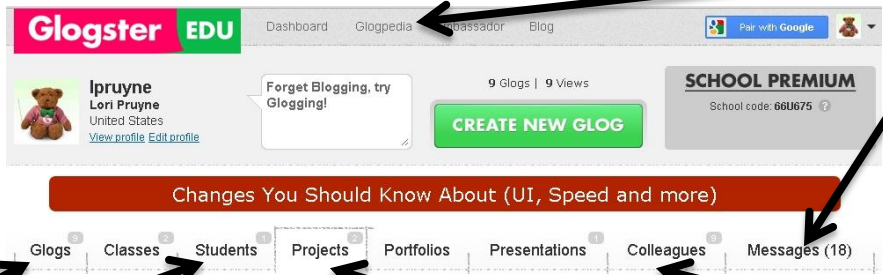 Glogster EDU Dashboard Glogpedia Ambassador Blog Pair with Google
lpruyne
Lori Pruyne
United States
View profile Edit profile
Forget Blogging, try
Glogging!
9 Glogs | 9 Views
CREATE NEW GLOG
SCHOOL PREMIUM
School code: 66U675 ?
Changes You Should Know About (UI, Speed and more)
Glogs 9 Classes 2 Students 1 Projects 2 Portfolios Presentations 1 Colleagues 9 Messages (18)